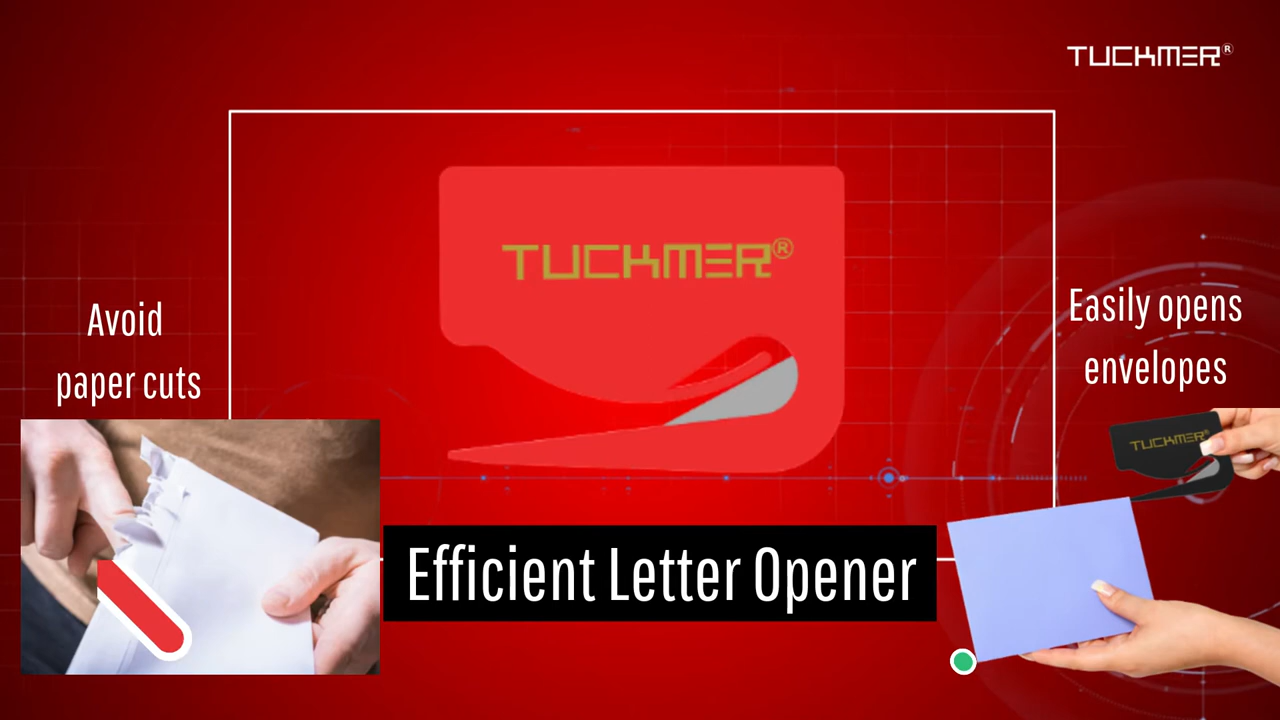 TUCKMER®
TUCKMER®
Avoid
paper cuts
Easily opens
envelopes
TUCKMER®
Efficient Letter Opener